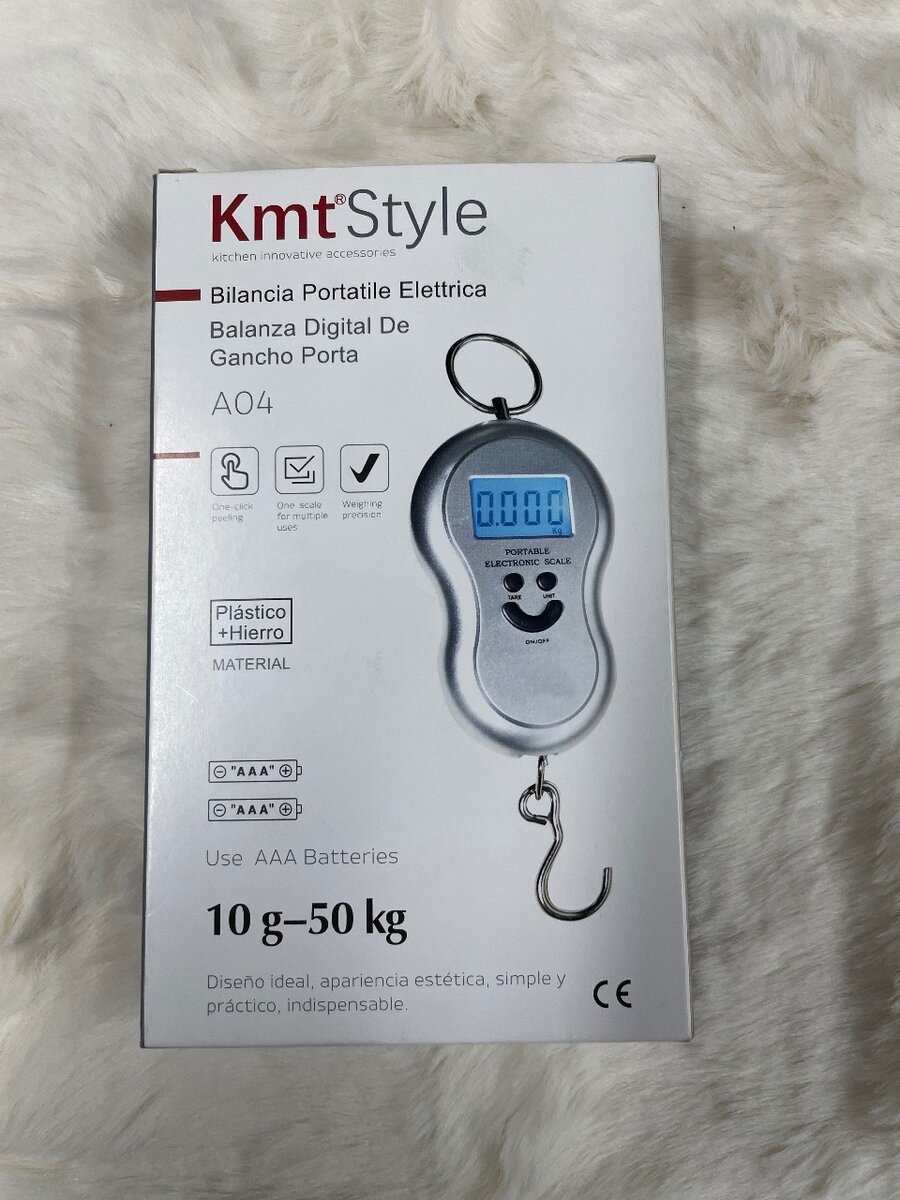 Kmt®Style
kitchen innovative accessories
Bilancia Portatile Elettrica
Balanza Digital De
Gancho Porta
A04
One-click
peeling
One scale
for multiple
uses
Weighing
precision
0.000
Kg
PORTABLE
ELECTRONIC SCALE
TARE
UNIT
ON/OFF
Plástico
+Hierro
MATERIAL
"AAA"
"AAA"
Use AAA Batteries
10 g–50 kg
Diseño ideal, apariencia estética, simple y
práctico, indispensable.
CE